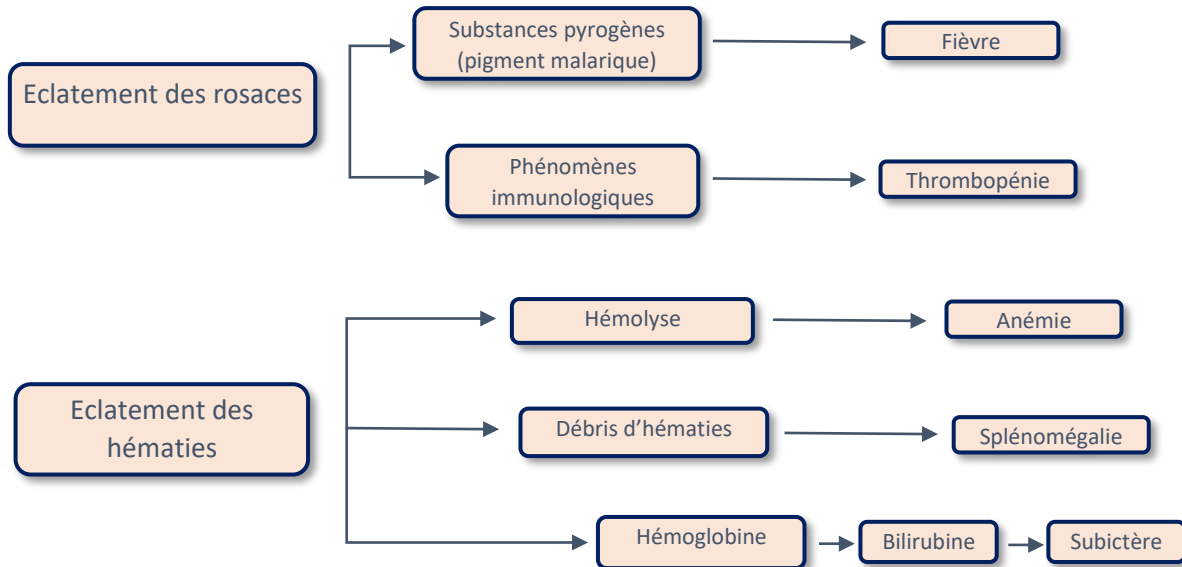 Substances pyrogènes
(pigment malarique)
Fièvre
Eclatement des rosaces
Phénomènes
immunologiques
Thrombopénie
Hémolyse
Anémie
Eclatement des
hématies
Débris d’hématies
Splénomégalie
Hémoglobine
Bilirubine
Subictère